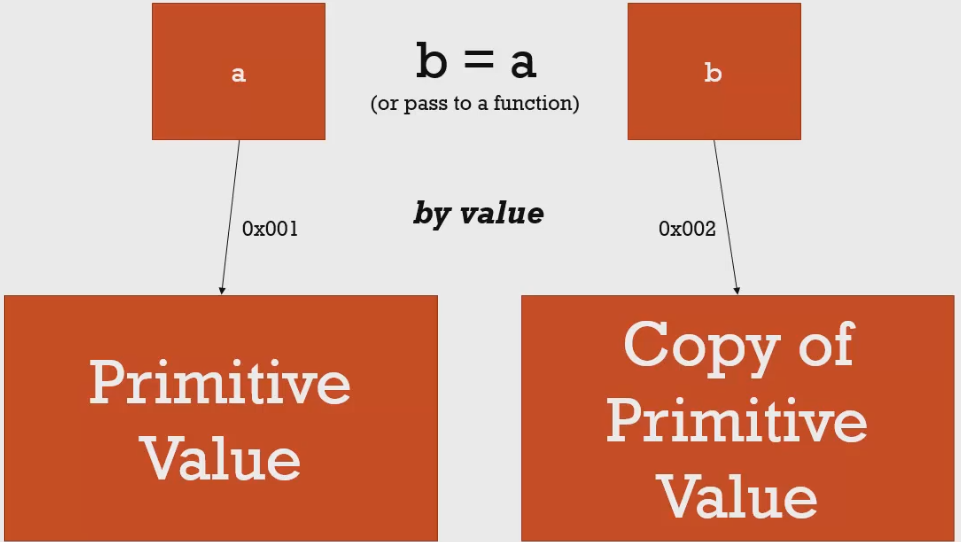 a
b = a
(or pass to a function)
b
by value
0x001
0x002
Primitive
Value
Copy of
Primitive
Value